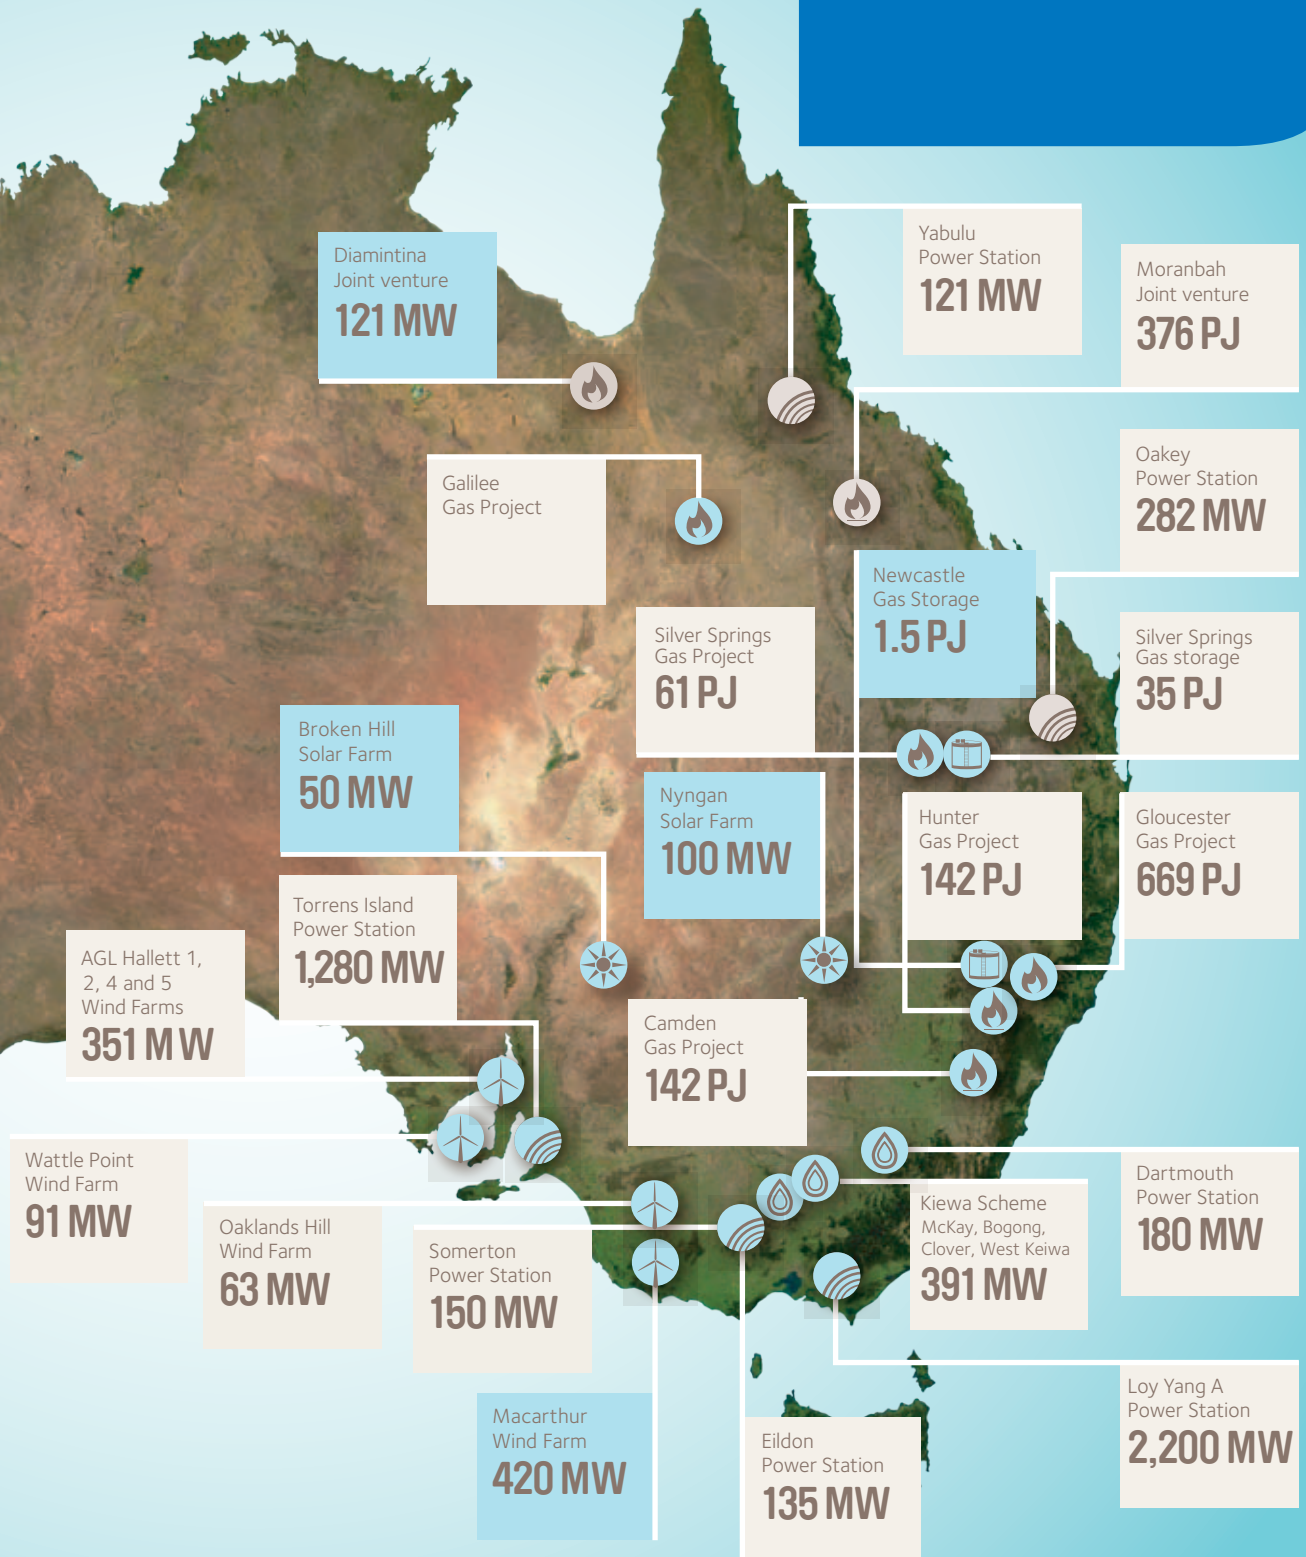 Yabulu
Power Station
121 MW
Diamintina
Joint venture
121 MW
Moranbah
Joint venture
376 PJ
Galilee
Gas Project
Oakey
Power Station
282 MW
Newcastle
Gas Storage
1.5 PJ
Silver Springs
Gas Project
61 PJ
Silver Springs
Gas storage
35 PJ
Broken Hill
Solar Farm
50 MW
Nyngan
Solar Farm
100 MW
Hunter
Gas Project
142 PJ
Gloucester
Gas Project
669 PJ
Torrens Island
Power Station
1,280 MW
AGL Hallett 1,
2, 4 and 5
Wind Farms
351 M W
Camden
Gas Project
142 PJ
Wattle Point
Wind Farm
91 MW
Oaklands Hill
Wind Farm
63 MW
Somerton
Power Station
150 MW
Kiewa Scheme
McKay, Bogong,
Clover, West Keiwa
391 MW
Dartmouth
Power Station
180 MW
Macarthur
Wind Farm
420 MW
Eildon
Power Station
135 MW
Loy Yang A
Power Station
2,200 MW